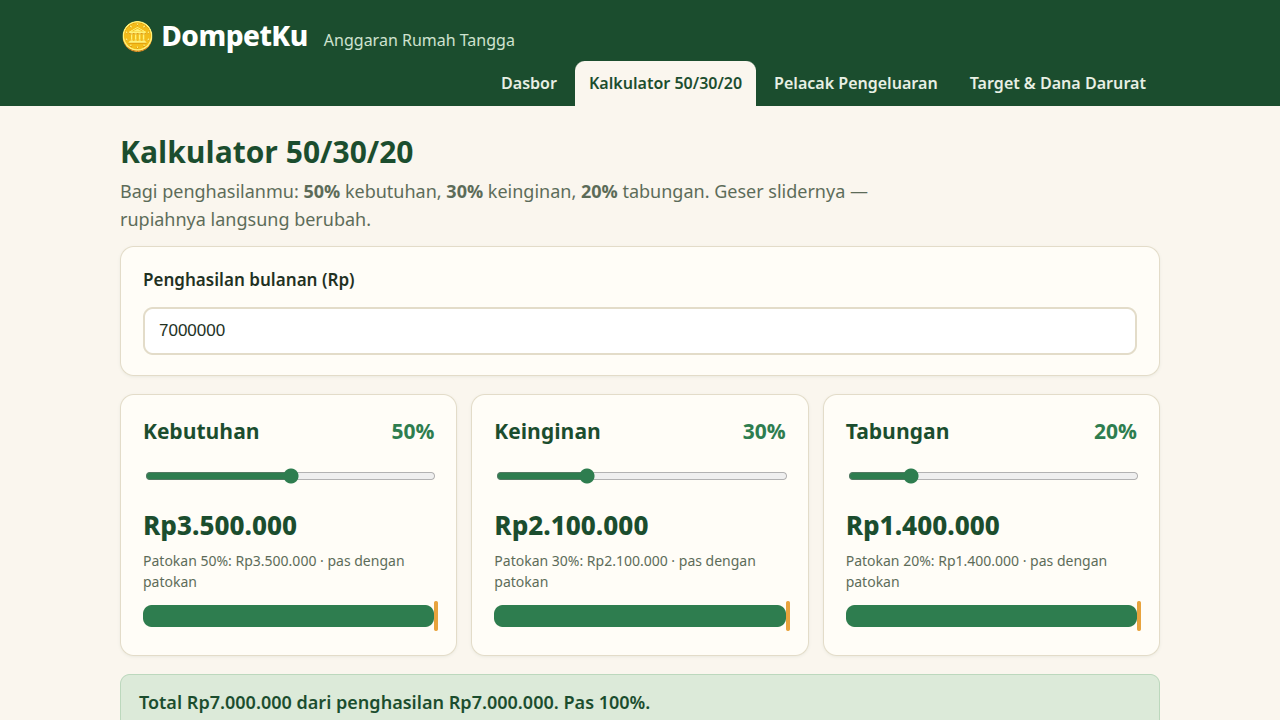 DompetKu Anggaran Rumah Tangga
Dasbor Kalkulator 50/30/20 Pelacak Pengeluaran Target & Dana Darurat
Kalkulator 50/30/20
Bagi penghasilanmu: 50% kebutuhan, 30% keinginan, 20% tabungan. Geser slidernya —
rupiahnya langsung berubah.
Penghasilan bulanan (Rp)
7000000
Kebutuhan 50%
Rp3.500.000
Patokan 50%: Rp3.500.000 · pas dengan
patokan
Keinginan 30%
Rp2.100.000
Patokan 30%: Rp2.100.000 · pas dengan
patokan
Tabungan 20%
Rp1.400.000
Patokan 20%: Rp1.400.000 · pas dengan
patokan
Total Rp7.000.000 dari penghasilan Rp7.000.000. Pas 100%.